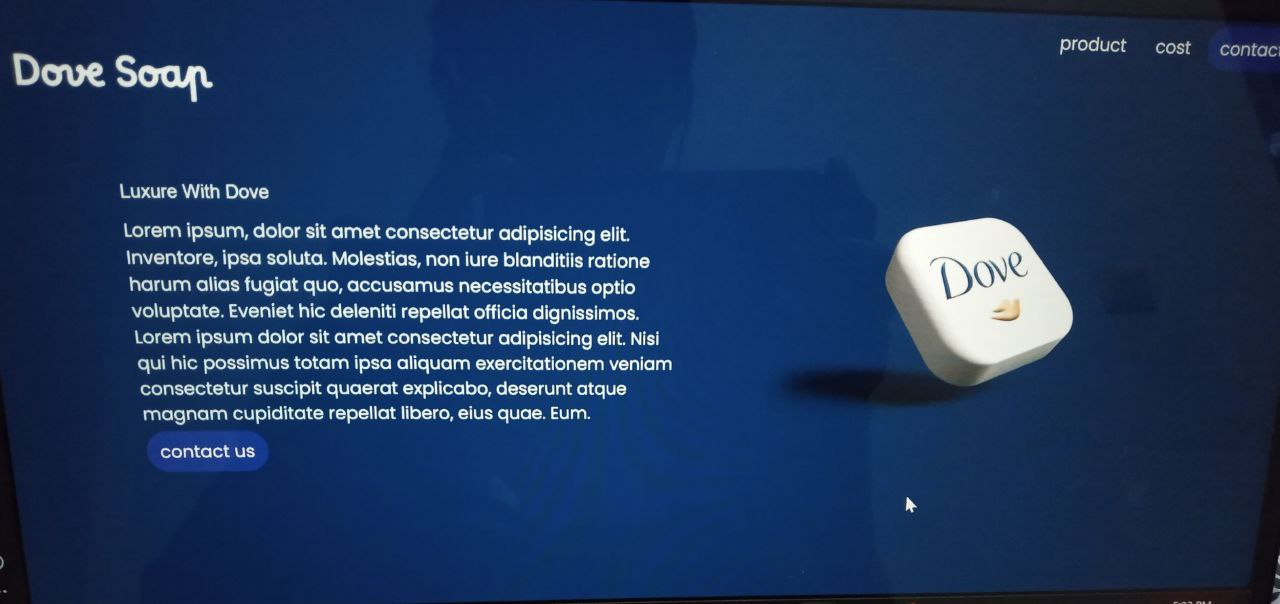 Dove Soap
product cost contact
Luxure With Dove
Lorem ipsum, dolor sit amet consectetur adipisicing elit.
Inventore, ipsa soluta. Molestias, non iure blanditiis ratione
harum alias fugiat quo, accusamus necessitatibus optio
voluptate. Eveniet hic deleniti repellat officia dignissimos.
Lorem ipsum dolor sit amet consectetur adipisicing elit. Nisi
qui hic possimus totam ipsa aliquam exercitationem veniam
consectetur suscipit quaerat explicabo, deserunt atque
magnam cupiditate repellat libero, eius quae. Eum.
contact us
Dove